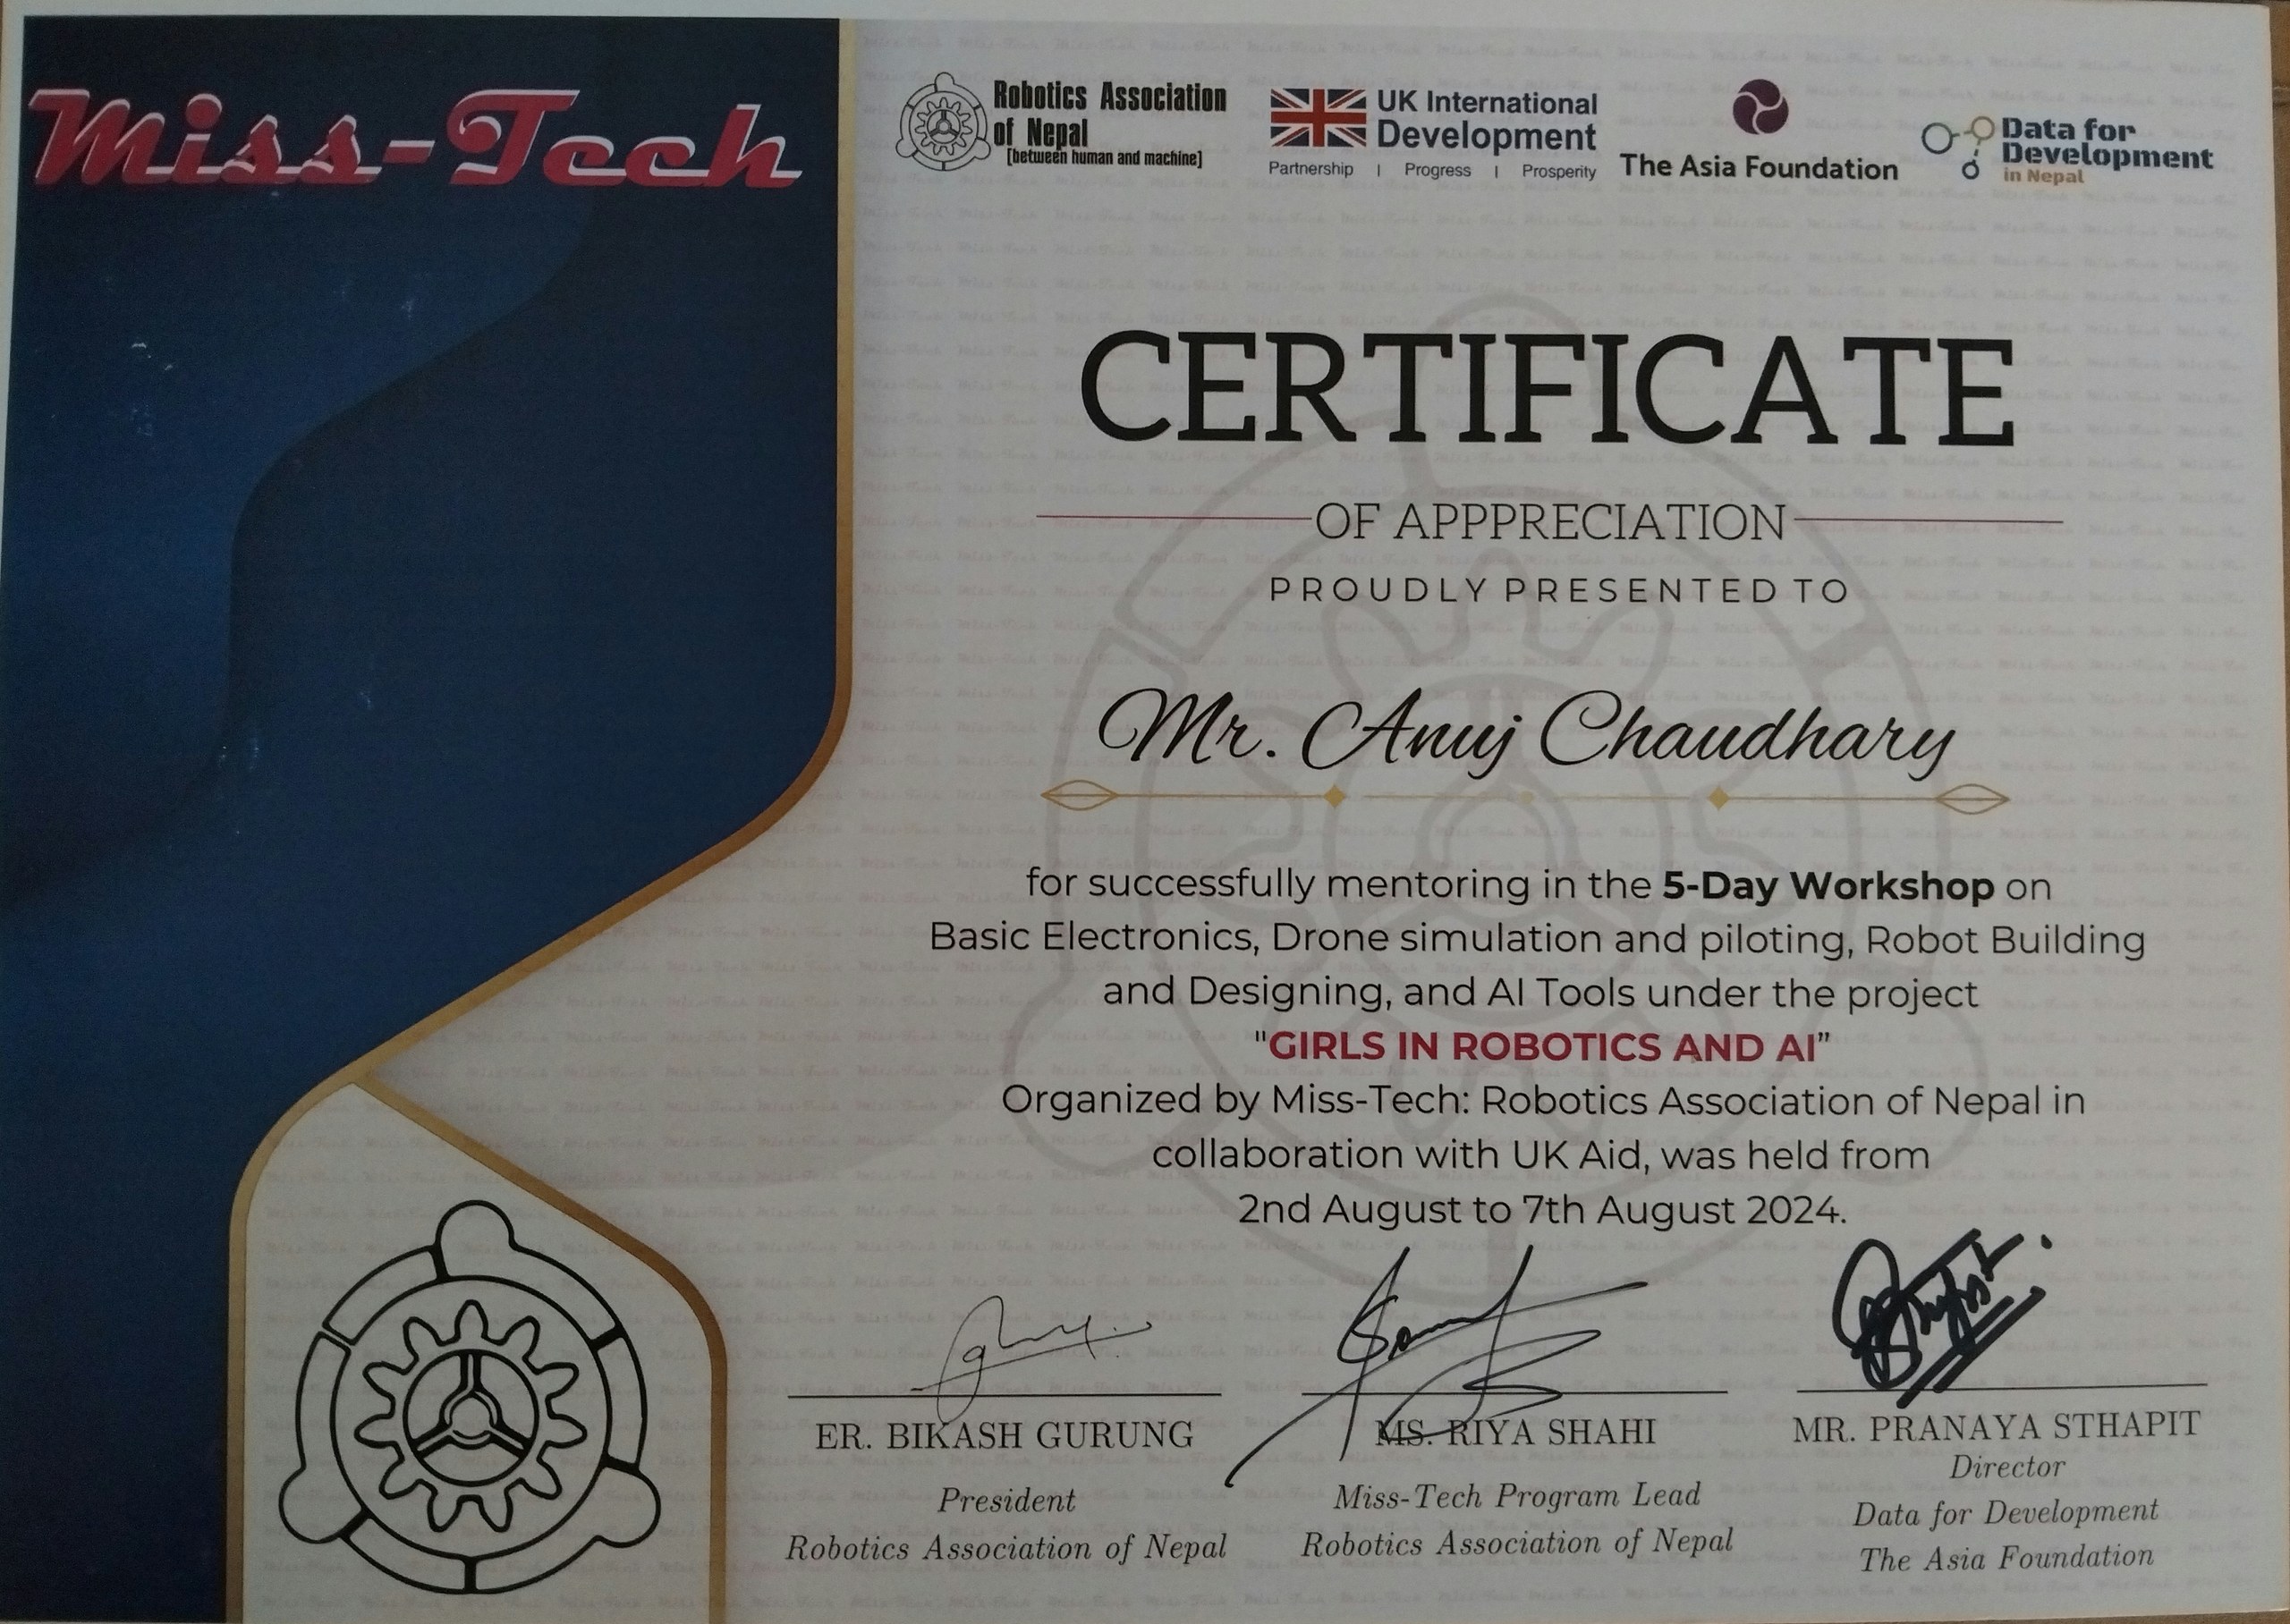 Miss-Tech
Robotics Association
of Nepal
[between human and machine]
UK International
Development
Partnership | Progress | Prosperity
The Asia Foundation
Data for
Development
in Nepal
CERTIFICATE
OF APPPRECIATION
PROUDLY PRESENTED TO
Mr. Anuj Chaudhary
for successfully mentoring in the 5-Day Workshop on
Basic Electronics, Drone simulation and piloting, Robot Building
and Designing, and AI Tools under the project
"GIRLS IN ROBOTICS AND AI”
Organized by Miss-Tech: Robotics Association of Nepal in
collaboration with UK Aid, was held from
2nd August to 7th August 2024.
ER. BIKASH GURUNG
President
Robotics Association of Nepal
MS. RIYA SHAHI
Miss-Tech Program Lead
Robotics Association of Nepal
MR. PRANAYA STHAPIT
Director
Data for Development
The Asia Foundation